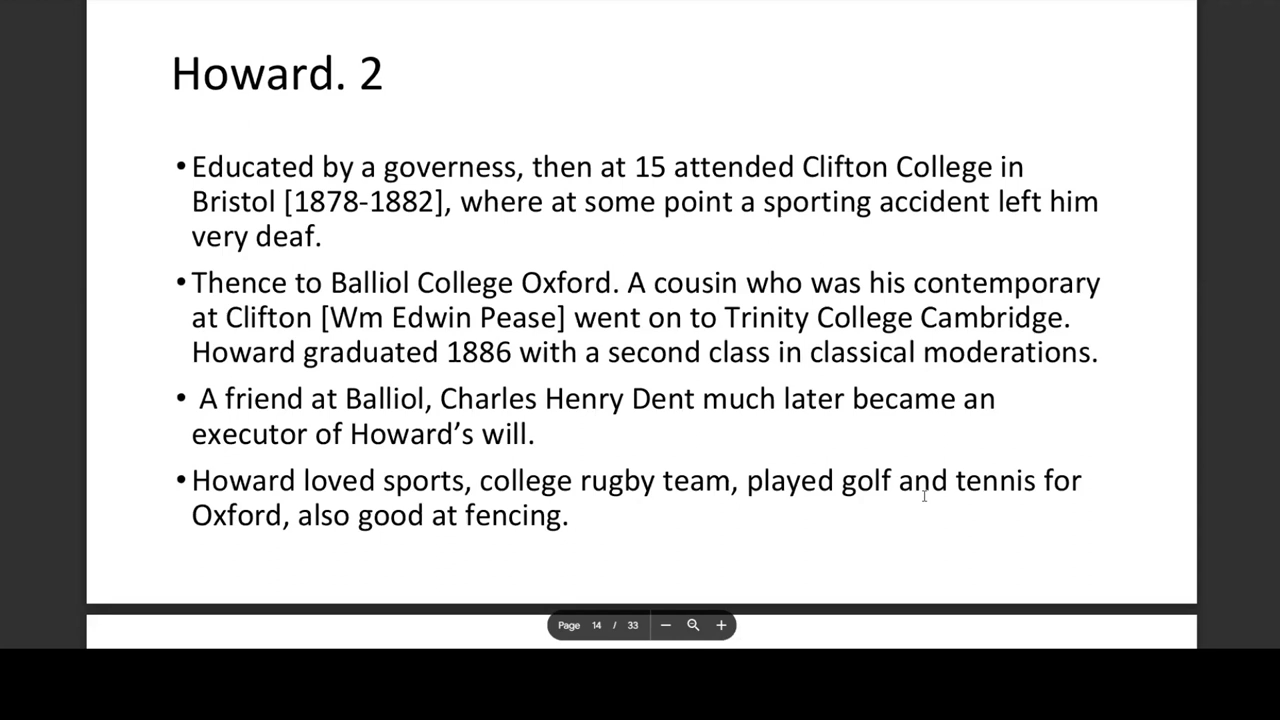 Howard. 2
• Educated by a governess, then at 15 attended Clifton College in
Bristol [1878-1882], where at some point a sporting accident left him
very deaf.
• Thence to Balliol College Oxford. A cousin who was his contemporary
at Clifton [Wm Edwin Pease] went on to Trinity College Cambridge.
Howard graduated 1886 with a second class in classical moderations.
• A friend at Balliol, Charles Henry Dent much later became an
executor of Howard’s will.
• Howard loved sports, college rugby team, played golf and tennis for
Oxford, also good at fencing.
Page 14 / 33